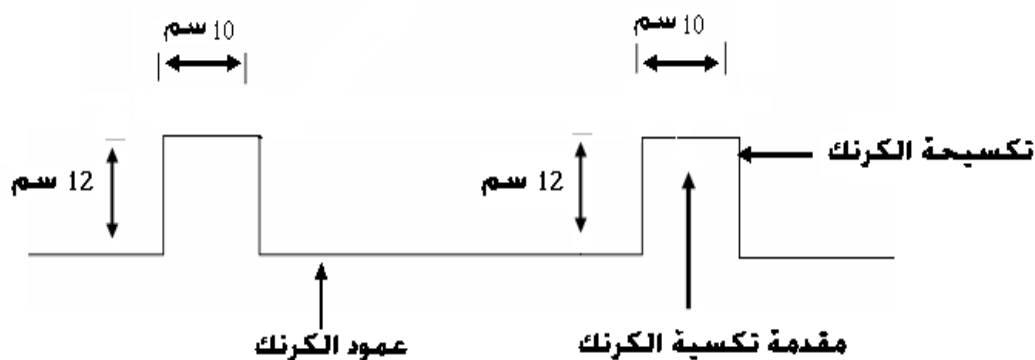 10 سم
10 سم
تكسيحة الكرنك
12 سم
12 سم
مقدمة تكسية الكرنك
عمود الكرنك